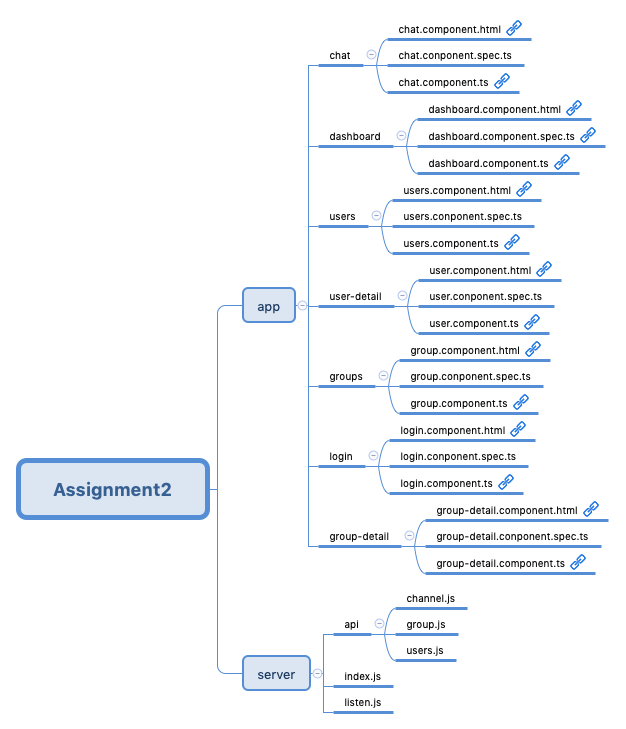 Assignment2
app
chat
chat.component.html
chat.conponent.spec.ts
chat.component.ts
dashboard
dashboard.component.html
dashboard.component.spec.ts
dashboard.component.ts
users
users.component.html
users.conponent.spec.ts
users.component.ts
user-detail
user.component.html
user.conponent.spec.ts
user.component.ts
groups
group.component.html
group.conponent.spec.ts
group.component.ts
login
login.component.html
login.conponent.spec.ts
login.component.ts
group-detail
group-detail.component.html
group-detail.conponent.spec.ts
group-detail.component.ts
server
api
channel.js
group.js
users.js
index.js
listen.js